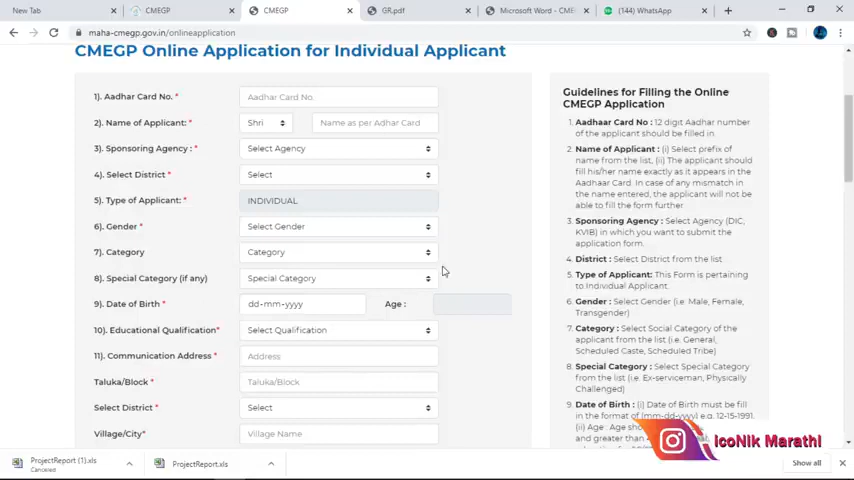 New Tab
CMEGP
CMEGP
GR.pdf
Microsoft Word - CME
(144) WhatsApp
maha-cmegp.gov.in/onlineapplication
CMEGP Online Application for Individual Applicant
1). Aadhar Card No. * Aadhar Card No.
2). Name of Applicant: * Shri Name as per Adhar Card
3). Sponsoring Agency : * Select Agency
4). Select District * Select
5). Type of Applicant: * INDIVIDUAL
6). Gender * Select Gender
7). Category Category
8). Special Category (if any) Special Category
9). Date of Birth * dd-mm-yyyy Age :
10). Educational Qualification* Select Qualification
11). Communication Address * Address
Taluka/Block * Taluka/Block
Select District * Select
Village/City* Village Name
Guidelines for Filling the Online
CMEGP Application
1. Aadhaar Card No : 12 digit Aadhar number
of the applicant should be filled in.
2. Name of Applicant : (i) Select prefix of
name from the list, (ii) The applicant should
fill his/her name exactly as it appears in the
Aadhaar Card. In case of any mismatch in
the name entered, the applicant will not be
able to fill the form further.
3. Sponsoring Agency : Select Agency (DIC,
KVIB) in which you want to submit the
application form.
4. District : Select District from the list
5. Type of Applicant: This Form is pertaining
to Individual Applicant.
6. Gender : Select Gender (i.e. Male, Female,
Transgender)
7. Category : Select Social Category of the
applicant from the list (i.e. General,
Scheduled Caste, Scheduled Tribe)
8. Special Category : Select Special Category
from the list (i.e. Ex-serviceman, Physically
Challenged)
9. Date of Birth : (i) Date of Birth must be fill
in the format of (mm-dd-yyyy) e.g. 12-15-1991.
(ii) Age : Age sho
and greater than
IcoNik Marathi
ProjectReport (1).xls
Canceled
ProjectReport.xls
Show all